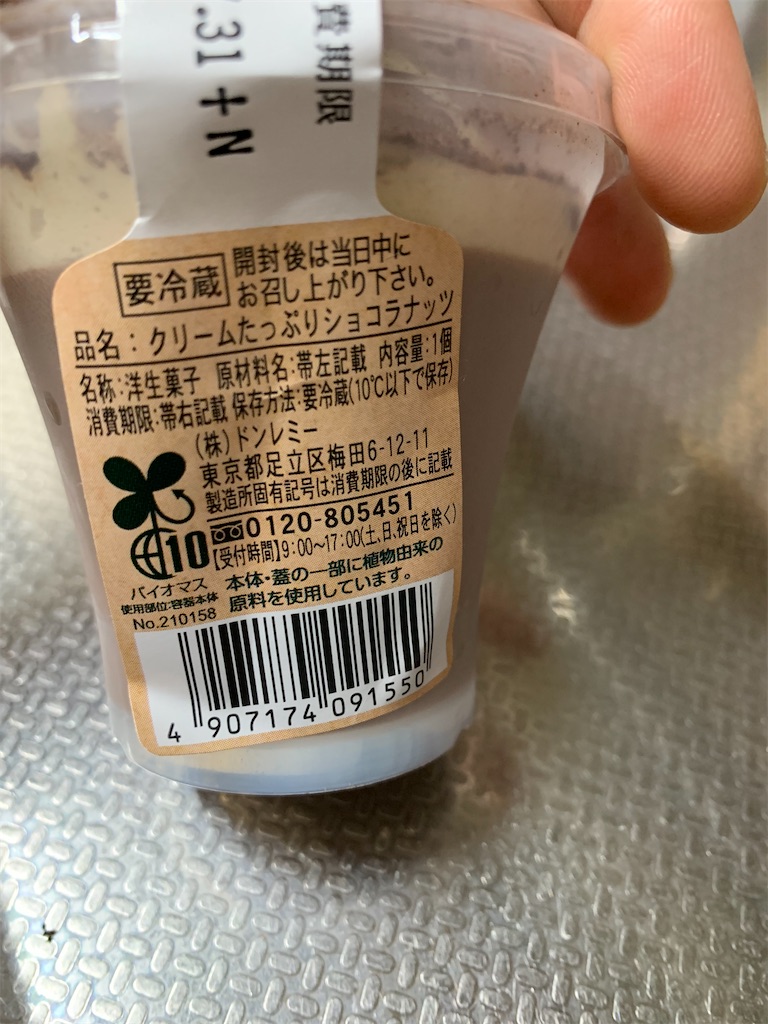 .31+N
費期限
要冷蔵
開封後は当日中に
お召し上がり下さい。
品名:クリームたっぷりショコラナッツ
名称:洋生菓子 原材料名:帯左記載 内容量:1個
消費期限:帯右記載 保存方法:要冷蔵(10℃以下で保存)
(株)ドンレミー
東京都足立区梅田6-12-11
製造所固有記号は消費期限の後に記載
0120-805451
【受付時間】9:00~17:00(土、日、祝日を除く)
10
バイオマス
使用部位:容器本体
No.210158
本体・蓋の一部に植物由来の
原料を使用しています。
4 907174 091550